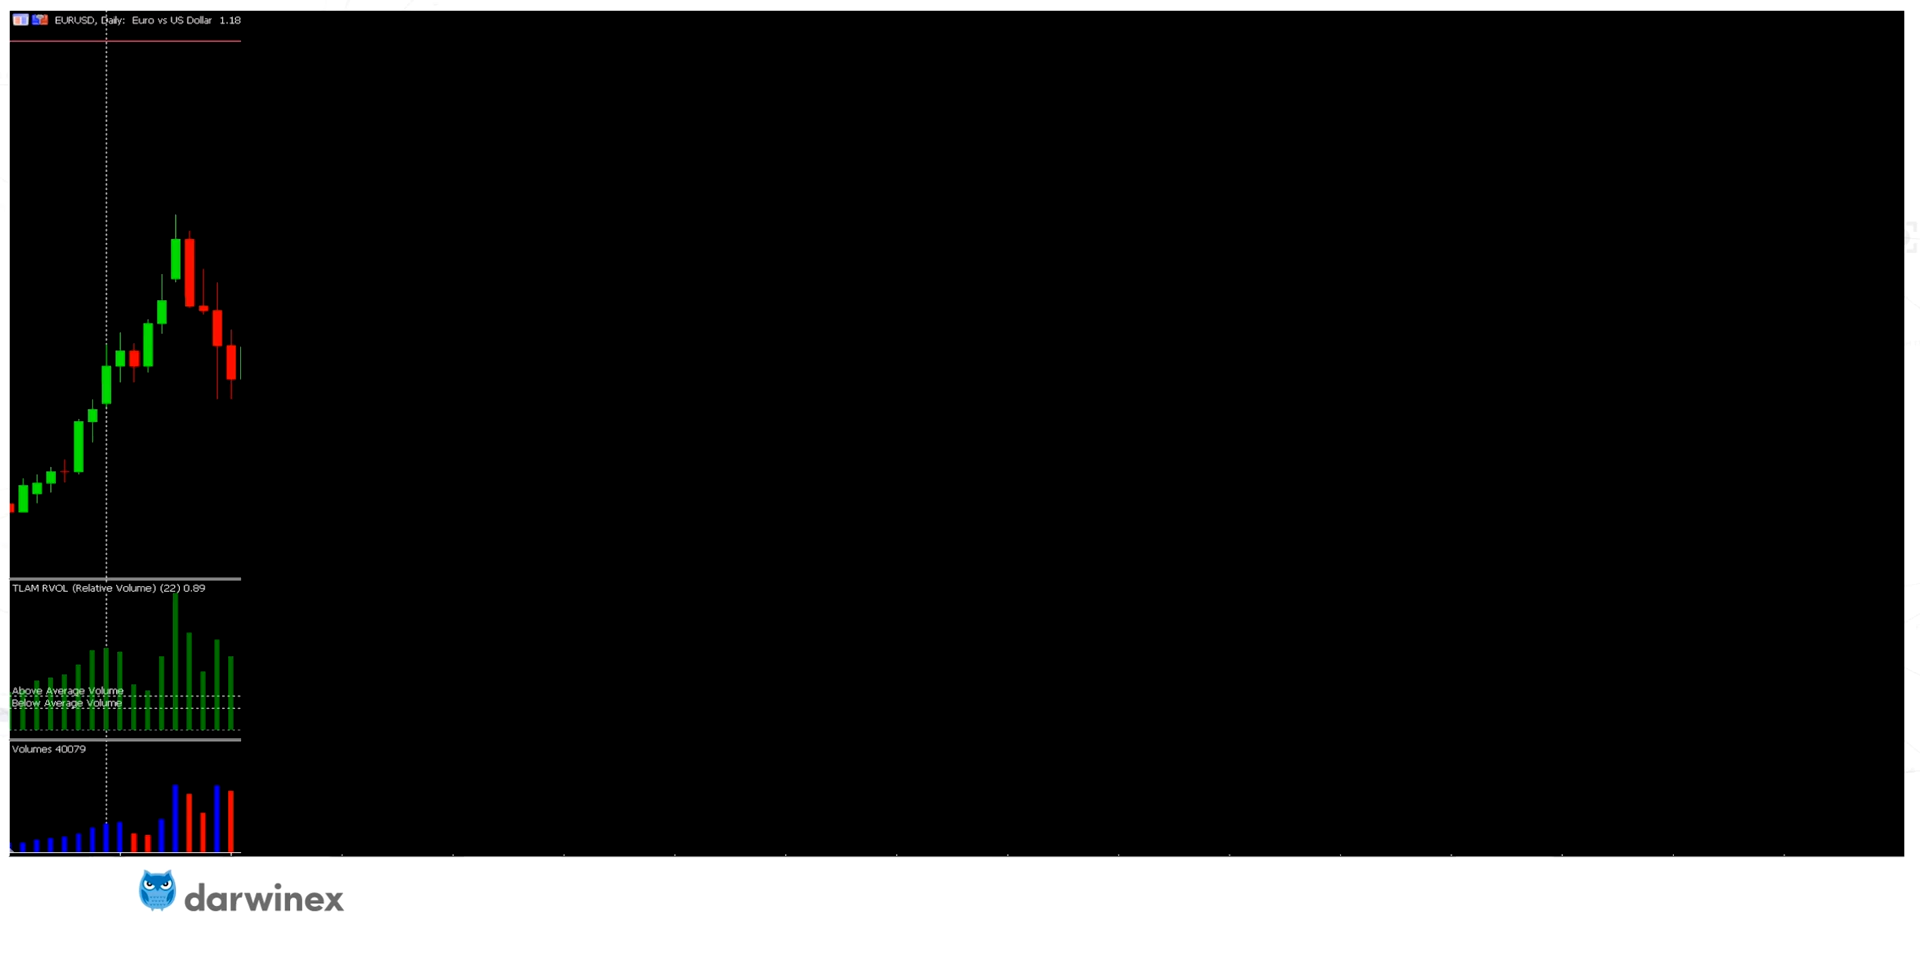 EURUSD, Daily: Euro vs US Dollar 1.18
TLAM RVOL (Relative Volume) (22) 0.89
Above Average Volume
Below Average Volume
Volumes 40079
darwinex